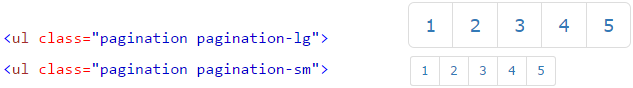 <ul class="pagination pagination-lg"> 1 2 3 4 5
<ul class="pagination pagination-sm"> 1 2 3 4 5